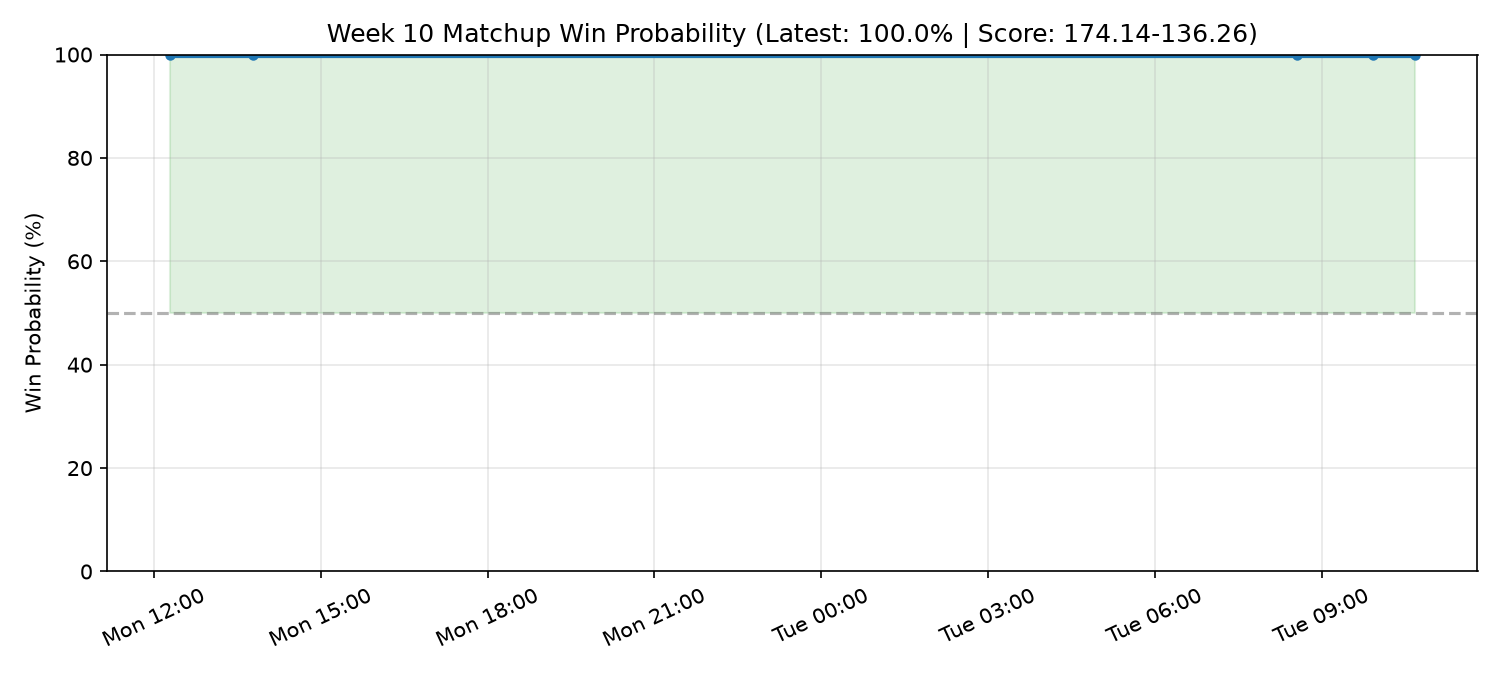 Week 10 Matchup Win Probability (Latest: 100.0% | Score: 174.14-136.26)
Win Probability (%)
100
80
60
40
20
0
Mon 12:00
Mon 15:00
Mon 18:00
Mon 21:00
Tue 00:00
Tue 03:00
Tue 06:00
Tue 09:00